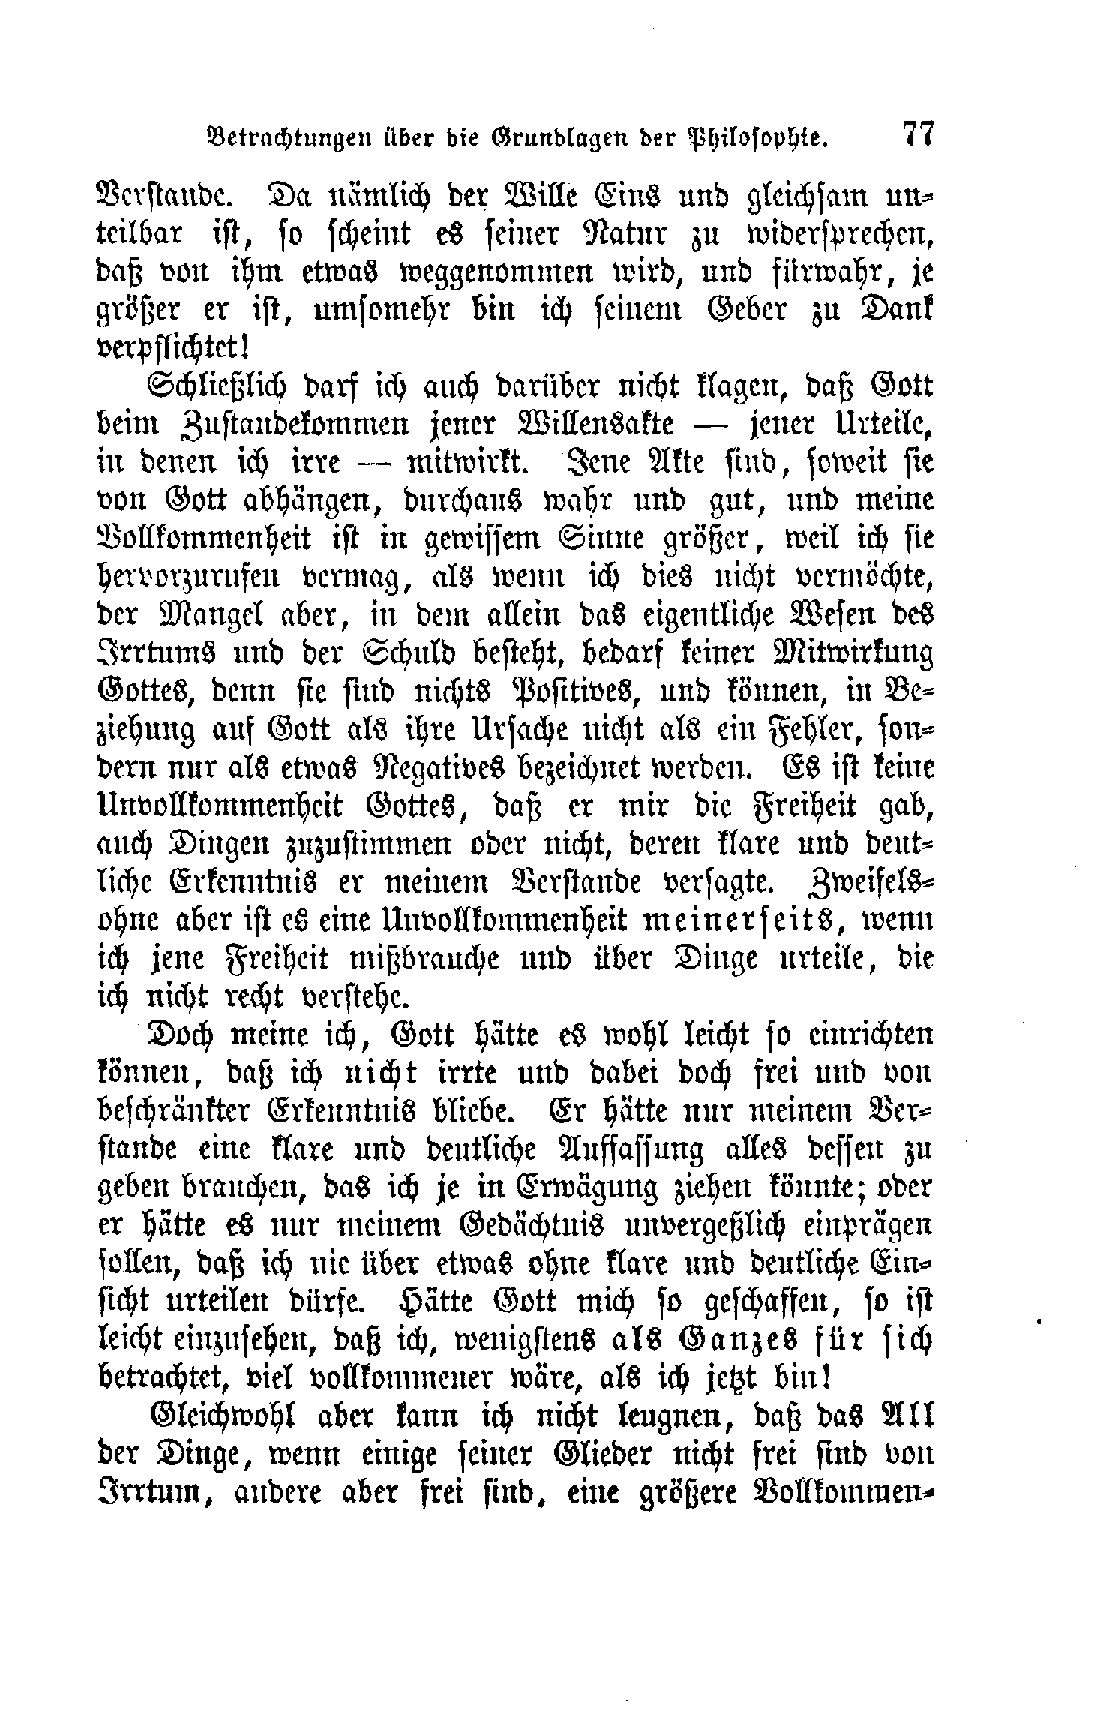 Betrachtungen über die Grundlagen der Philosophie. 77
Verstande. Da nämlich der Wille Eins und gleichsam un-
teilbar ist, so scheint es seiner Natur zu widersprechen,
daß von ihm etwas weggenommen wird, und fürwahr, je
größer er ist, umsomehr bin ich seinem Geber zu Dank
verpflichtet!
Schließlich darf ich auch darüber nicht klagen, daß Gott
beim Zustandekommen jener Willensakte — jener Urteile,
in denen ich irre — mitwirkt. Jene Akte sind, soweit sie
von Gott abhängen, durchaus wahr und gut, und meine
Vollkommenheit ist in gewissem Sinne größer, weil ich sie
hervorzurufen vermag, als wenn ich dies nicht vermöchte,
der Mangel aber, in dem allein das eigentliche Wesen des
Irrtums und der Schuld besteht, bedarf keiner Mitwirkung
Gottes, denn sie sind nichts Positives, und können, in Be-
ziehung auf Gott als ihre Ursache nicht als ein Fehler, son-
dern nur als etwas Negatives bezeichnet werden. Es ist keine
Unvollkommenheit Gottes, daß er mir die Freiheit gab,
auch Dingen zuzustimmen oder nicht, deren klare und deut-
liche Erkenntnis er meinem Verstande versagte. Zweifels-
ohne aber ist es eine Unvollkommenheit meinerseits, wenn
ich jene Freiheit mißbrauche und über Dinge urteile, die
ich nicht recht verstehe.
Doch meine ich, Gott hätte es wohl leicht so einrichten
können, daß ich nicht irrte und dabei doch frei und von
beschränkter Erkenntnis bliebe. Er hätte nur meinem Ver-
stande eine klare und deutliche Auffassung alles dessen zu
geben brauchen, das ich je in Erwägung ziehen könnte; oder
er hätte es nur meinem Gedächtnis unvergeßlich einprägen
sollen, daß ich nie über etwas ohne klare und deutliche Ein-
sicht urteilen dürfe. Hätte Gott mich so geschaffen, so ist
leicht einzusehen, daß ich, wenigstens als Ganzes für sich
betrachtet, viel vollkommener wäre, als ich jetzt bin!
Gleichwohl aber kann ich nicht leugnen, daß das All
der Dinge, wenn einige seiner Glieder nicht frei sind von
Irrtum, andere aber frei sind, eine größere Vollkommen-